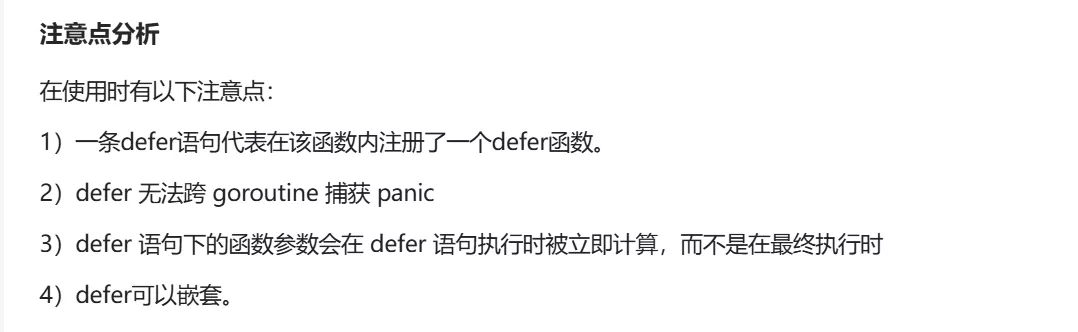 注意点分析
在使用时有以下注意点：
1）一条defer语句代表在该函数内注册了一个defer函数。
2）defer 无法跨 goroutine 捕获 panic
3）defer 语句下的函数参数会在 defer 语句执行时被立即计算，而不是在最终执行时
4）defer可以嵌套。